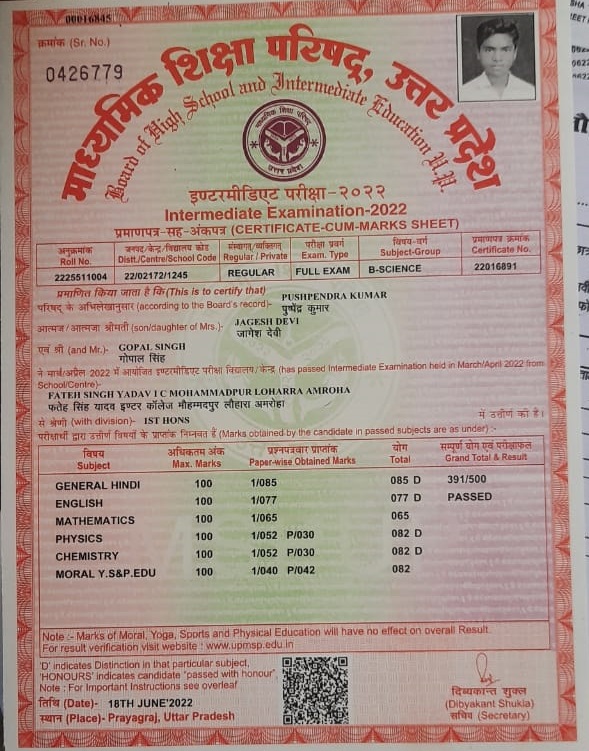 00016845
क्रमांक (Sr. No.)
0426779
माध्यमिक शिक्षा परिषद्, उत्तर प्रदेश
Board of High School and Intermediate Education U.P.
माध्यमिक शिक्षा परिषद
उत्तर प्रदेश
इण्टरमीडिएट परीक्षा-२०२२
Intermediate Examination-2022
प्रमाणपत्र-सह-अंकपत्र (CERTIFICATE-CUM-MARKS SHEET)
अनुक्रमांक जनपद/केन्द्र/विद्यालय कोड संस्थागत/व्यक्तिगत परीक्षा प्रवर्ग विषय-वर्ग प्रमाणपत्र क्रमांक
Roll No. Distt./Centre/School Code Regular / Private Exam. Type Subject-Group Certificate No.
2225511004 22/02172/1245 REGULAR FULL EXAM B-SCIENCE 22016891
प्रमाणित किया जाता है कि (This is to certify that) PUSHPENDRA KUMAR
परिषद् के अभिलेखानुसार (according to the Board's record)- पुष्पेंद्र कुमार
आत्मज/आत्मजा श्रीमती (son/daughter of Mrs.)- JAGESH DEVI
जागेश देवी
एवं श्री (and Mr.)- GOPAL SINGH
गोपाल सिंह
ने मार्च/अप्रैल 2022 में आयोजित इण्टरमीडिएट परीक्षा विद्यालय/केन्द्र (has passed Intermediate Examination held in March/April 2022 from
School/Centre)-
FATEH SINGH YADAV I C MOHAMMADPUR LOHARRA AMROHA
फतेह सिंह यादव इण्टर कॉलेज मौहम्मदपुर लौहारा अमरोहा
से श्रेणी (with division)- 1ST HONS में उत्तीर्ण की है।
परीक्षार्थी द्वारा उत्तीर्ण विषयों के प्राप्तांक निम्नवत् हैं (Marks obtained by the candidate in passed subjects are as under) :-
विषय अधिकतम अंक प्रश्नपत्रवार प्राप्तांक योग सम्पूर्ण योग एवं परीक्षाफल
Subject Max. Marks Paper-wise Obtained Marks Total Grand Total & Result
GENERAL HINDI 100 1/085 085 D 391/500
ENGLISH 100 1/077 077 D PASSED
MATHEMATICS 100 1/065 065
PHYSICS 100 1/052 P/030 082 D
CHEMISTRY 100 1/052 P/030 082 D
MORAL Y.S&P.EDU 100 1/040 P/042 082
Note :- Marks of Moral, Yoga, Sports and Physical Education will have no effect on overall Result.
For result verification visit website : www.upmsp.edu.in
'D' indicates Distinction in that particular subject,
'HONOURS' indicates candidate "passed with honour",
Note : For Important Instructions see overleaf
तिथि (Date)- 18TH JUNE'2022
स्थान (Place)- Prayagraj, Uttar Pradesh
दिब्यकान्त शुक्ल
(Dibyakant Shukla)
सचिव (Secretary)